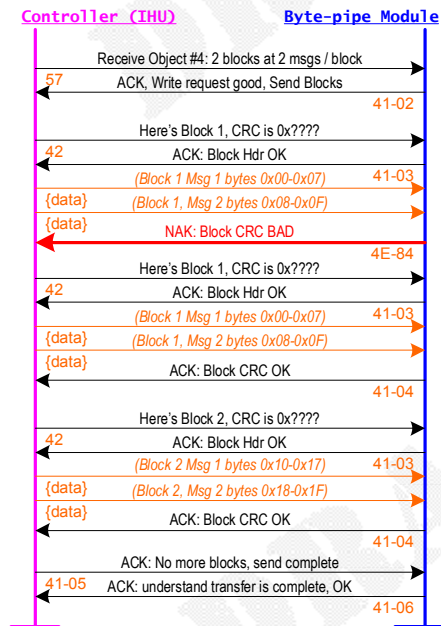 Controller (IHU) Byte-pipe Module
Receive Object #4: 2 blocks at 2 msgs / block
57 ACK, Write request good, Send Blocks
41-02
Here's Block 1, CRC is 0x????
42 ACK: Block Hdr OK
(Block 1 Msg 1 bytes 0x00-0x07) 41-03
{data} (Block 1, Msg 2 bytes 0x08-0x0F)
{data} NAK: Block CRC BAD
4E-84
Here's Block 1, CRC is 0x????
42 ACK: Block Hdr OK
(Block 1 Msg 1 bytes 0x00-0x07) 41-03
{data} (Block 1, Msg 2 bytes 0x08-0x0F)
{data} ACK: Block CRC OK
41-04
Here's Block 2, CRC is 0x????
42 ACK: Block Hdr OK
(Block 2 Msg 1 bytes 0x10-0x17) 41-03
{data} (Block 2, Msg 2 bytes 0x18-0x1F)
{data} ACK: Block CRC OK
41-04
ACK: No more blocks, send complete
41-05 ACK: understand transfer is complete, OK
41-06